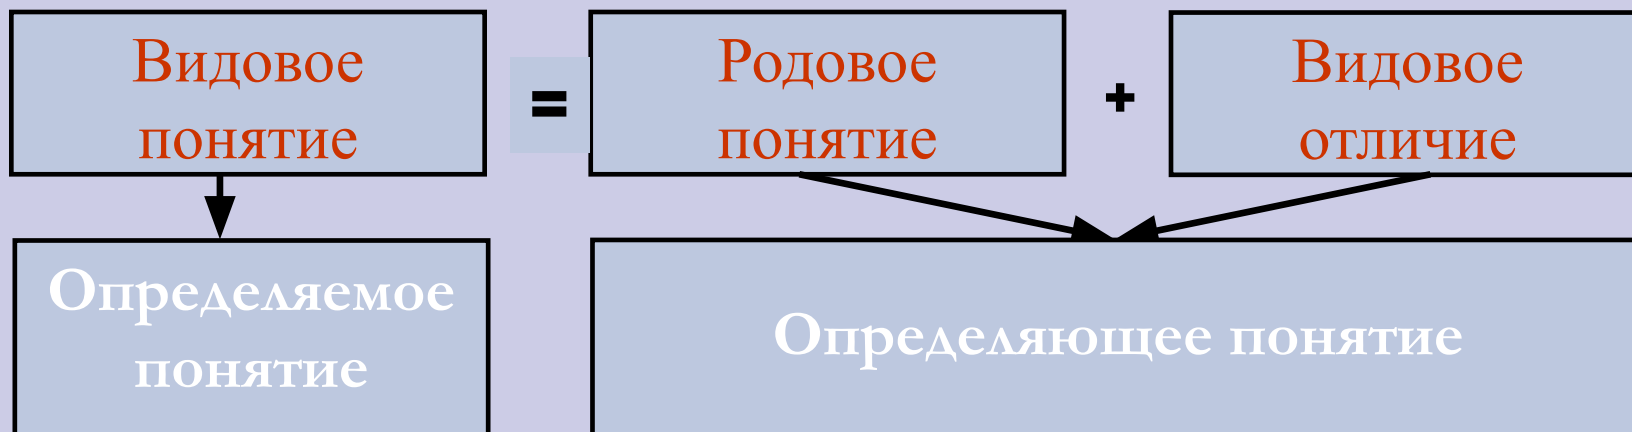 Видовое
понятие
=
Родовое
понятие
+
Видовое
отличие
Определяемое
понятие
Определяющее понятие